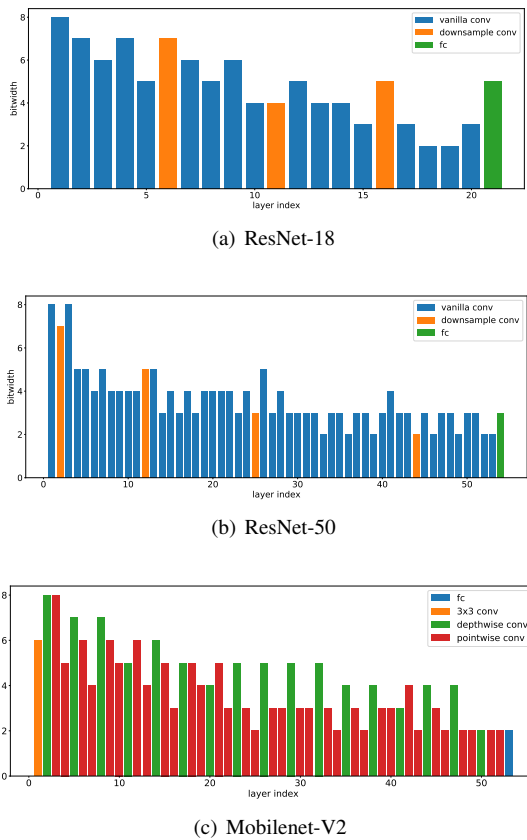 8
6
4
2
0
bitwidth
vanilla conv
downsample conv
fc
0 5 10 15 20
layer index
(a) ResNet-18
8
6
4
2
0
bitwidth
vanilla conv
downsample conv
fc
0 10 20 30 40 50
layer index
(b) ResNet-50
8
6
4
2
0
fc
3x3 conv
depthwise conv
pointwise conv
0 10 20 30 40 50
(c) Mobilenet-V2